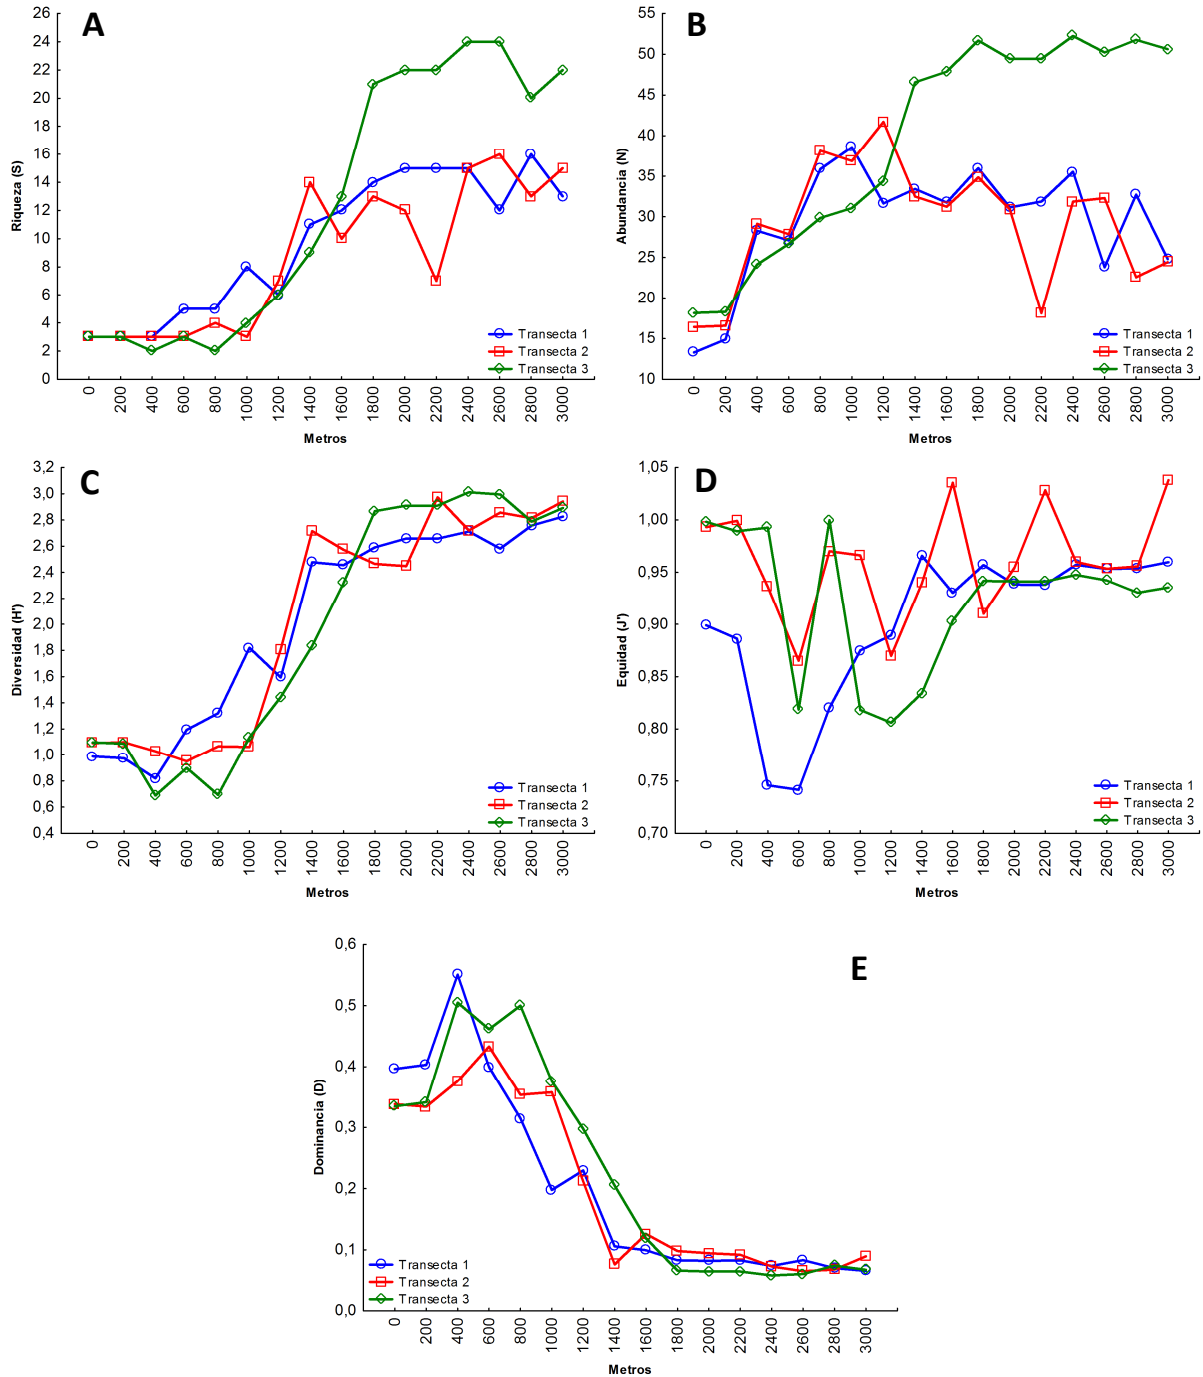 A
Riqueza (S)
26
24
22
20
18
16
14
12
10
8
6
4
2
0
Transecta 1
Transecta 2
Transecta 3
0 200 400 600 800 1000 1200 1400 1600 1800 2000 2200 2400 2600 2800 3000
Metros
B
Abundancia (N)
55
50
45
40
35
30
25
20
15
10
Transecta 1
Transecta 2
Transecta 3
0 200 400 600 800 1000 1200 1400 1600 1800 2000 2200 2400 2600 2800 3000
Metros
C
Diversidad (H')
3,2
3,0
2,8
2,6
2,4
2,2
2,0
1,8
1,6
1,4
1,2
1,0
0,8
0,6
0,4
Transecta 1
Transecta 2
Transecta 3
0 200 400 600 800 1000 1200 1400 1600 1800 2000 2200 2400 2600 2800 3000
Metros
D
Equidad (J')
1,05
1,00
0,95
0,90
0,85
0,80
0,75
0,70
Transecta 1
Transecta 2
Transecta 3
0 200 400 600 800 1000 1200 1400 1600 1800 2000 2200 2400 2600 2800 3000
Metros
E
Dominancia (D)
0,6
0,5
0,4
0,3
0,2
0,1
0,0
Transecta 1
Transecta 2
Transecta 3
0 200 400 600 800 1000 1200 1400 1600 1800 2000 2200 2400 2600 2800 3000
Metros